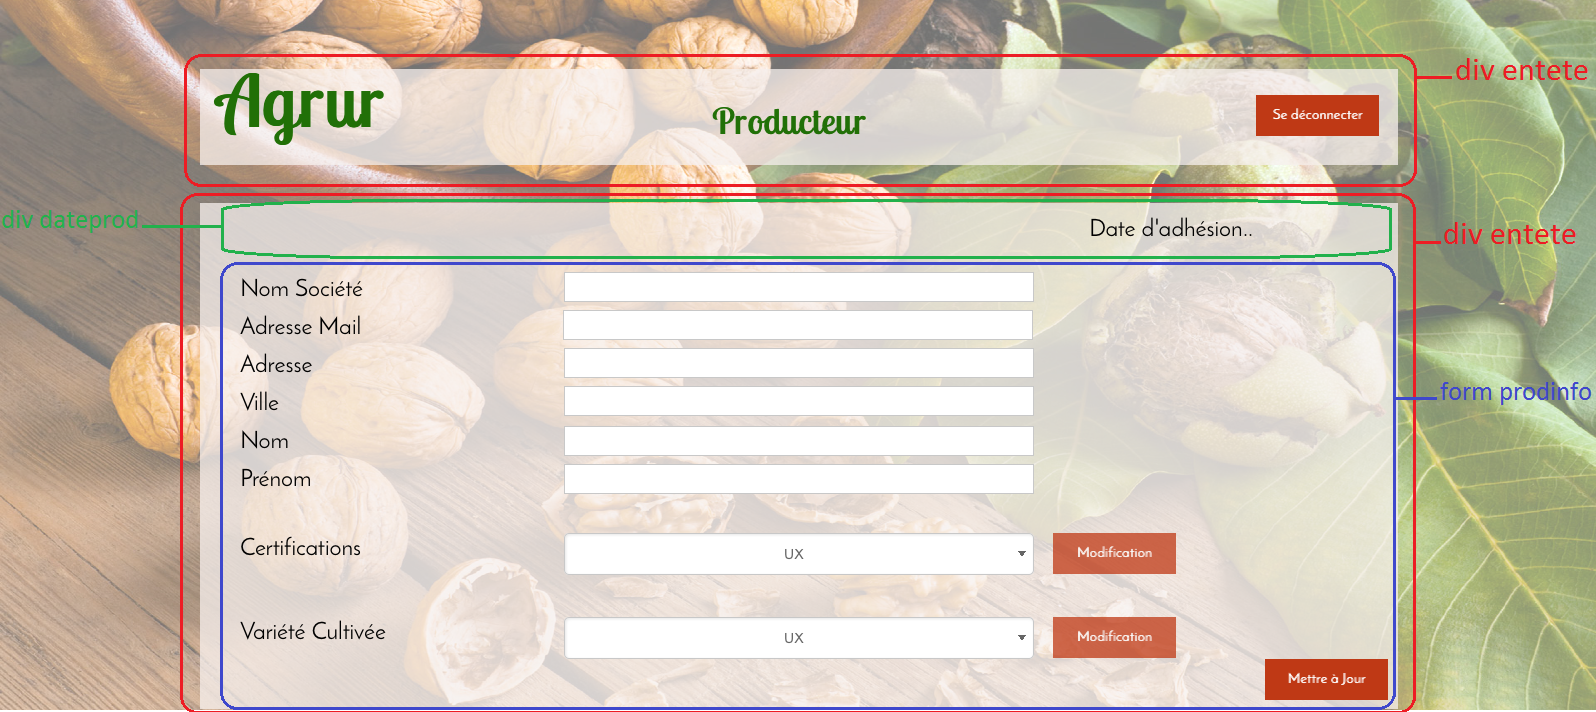 div entete
Agrur
Producteur
Se déconnecter
div dateprod
Date d'adhésion..
div entete
Nom Société
Adresse Mail
Adresse
form prodinfo
Ville
Nom
Prénom
Certifications
UX
Modification
Variété Cultivée
UX
Modification
Mettre à Jour